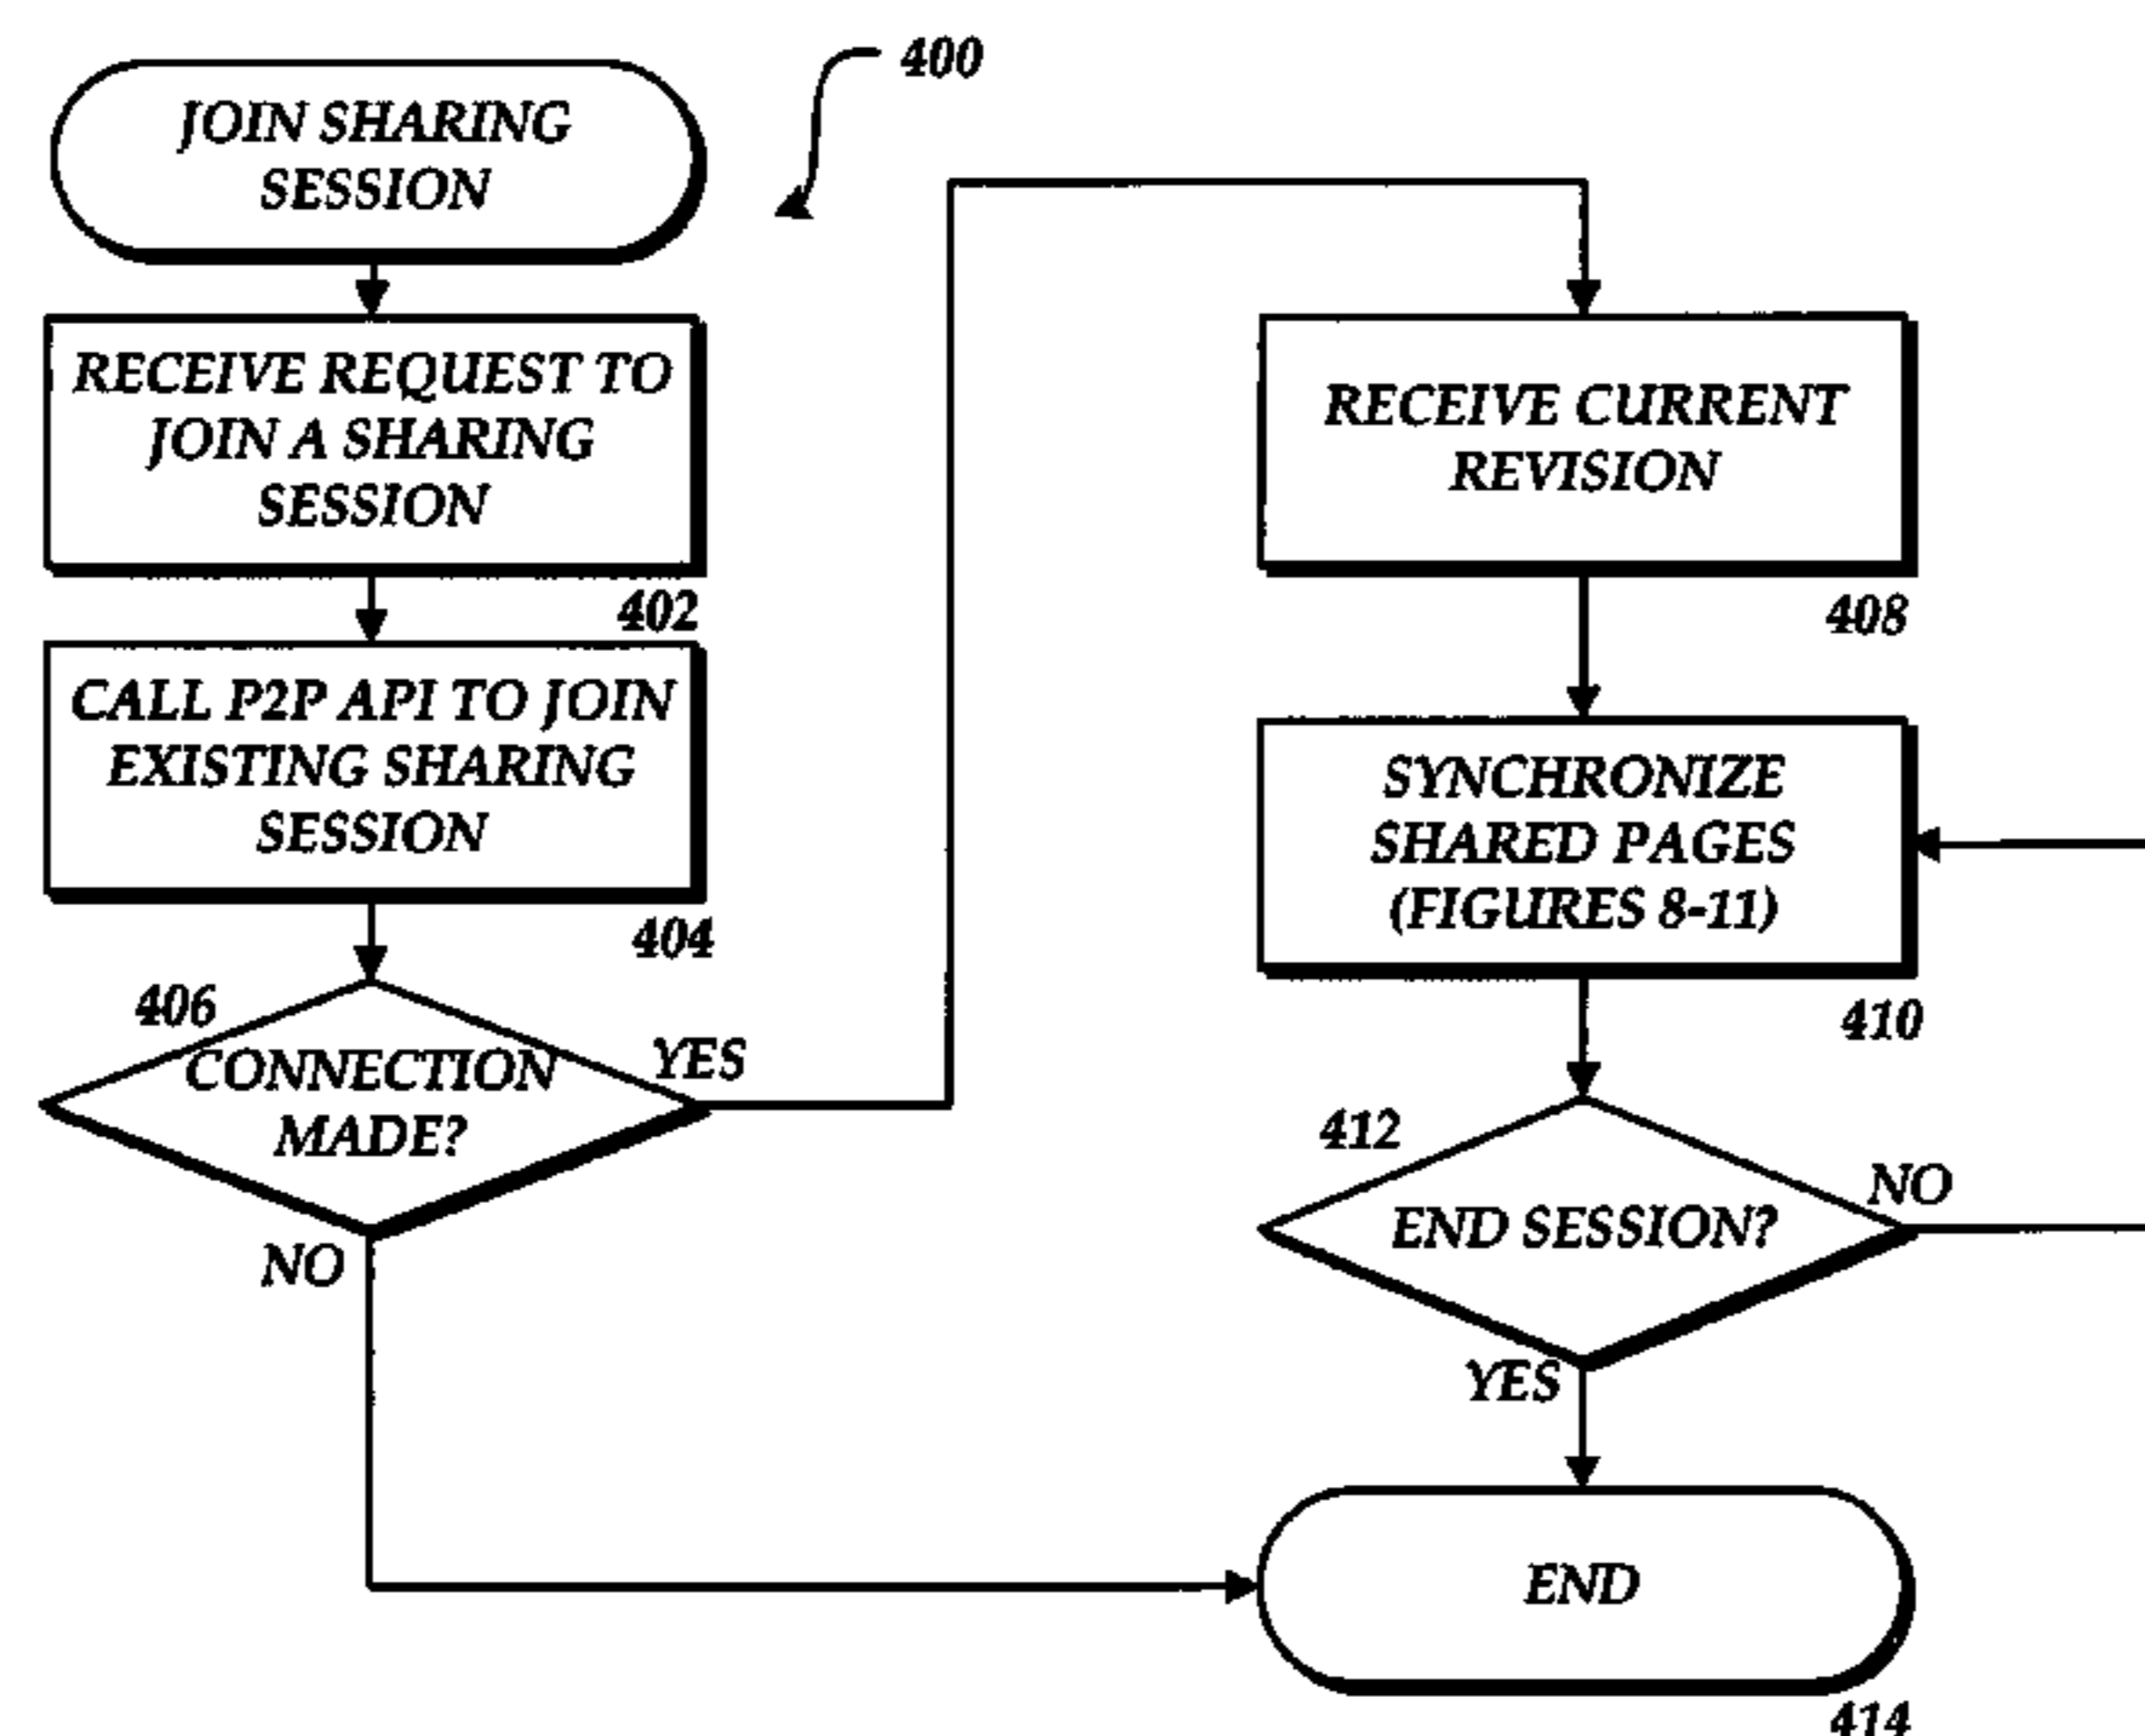 400
JOIN SHARING
SESSION
RECEIVE REQUEST TO
JOIN A SHARING
SESSION
402
CALL P2P API TO JOIN
EXISTING SHARING
SESSION
404
406
CONNECTION
MADE?
YES
NO
RECEIVE CURRENT
REVISION
408
SYNCHRONIZE
SHARED PAGES
(FIGURES 8-11)
410
412
END SESSION?
NO
YES
END
414